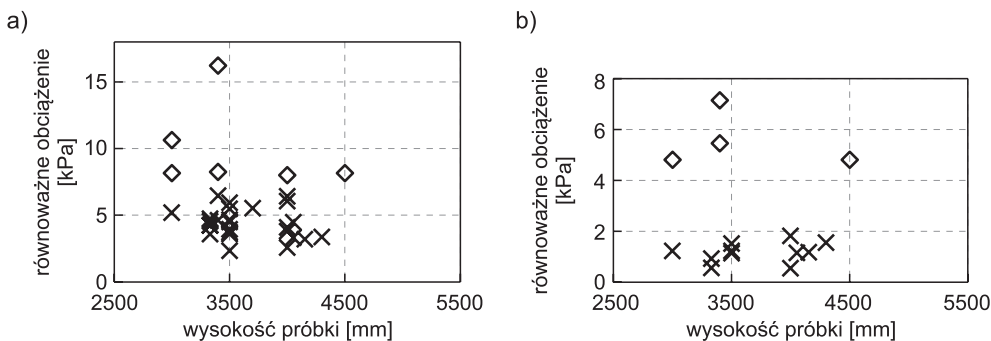 a)
równoważne obciążenie
[kPa]
15
10
5
0
2500 3500 4500 5500
wysokość próbki [mm]
b)
równoważne obciążenie
[kPa]
8
6
4
2
0
2500 3500 4500 5500
wysokość próbki [mm]